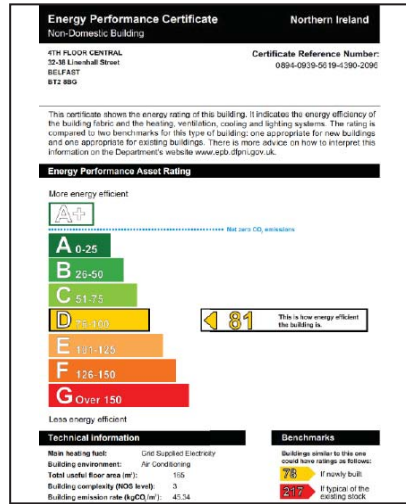 Energy Performance Certificate
Northern Ireland
Non-Domestic Building
4TH FLOOR CENTRAL
32-38 Linenhall Street
BELFAST
BT2 8BG
Certificate Reference Number:
0894-0939-5619-4390-2096
This certificate shows the energy rating of this building. It indicates the energy efficiency of
the building fabric and the heating, ventilation, cooling and lighting systems. The rating is
compared to two benchmarks for this type of building: one appropriate for new buildings
and one appropriate for existing buildings. There is more advice on how to interpret this
information on the Department's website www.epb.dfpni.gov.uk.
Energy Performance Asset Rating
More energy efficient
A+
Net zero CO₂ emissions
A 0-25
B 26-50
C 51-75
D 76-100
81
This is how energy efficient
the building is.
E 101-125
F 126-150
G Over 150
Less energy efficient
Technical information
Main heating fuel: Grid Supplied Electricity
Building environment: Air Conditioning
Total useful floor area (m²): 165
Building complexity (NOS level): 3
Building emission rate (kgCO₂/m²): 45.34
Benchmarks
Buildings similar to this one
could have ratings as follows:
If newly built
217
If typical of the
existing stock